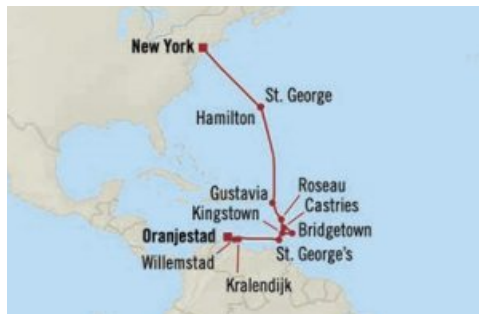 New York
St. George
Hamilton
Roseau
Gustavia
Castries
Kingstown
Bridgetown
Oranjestad
St. George's
Willemstad
Kralendijk